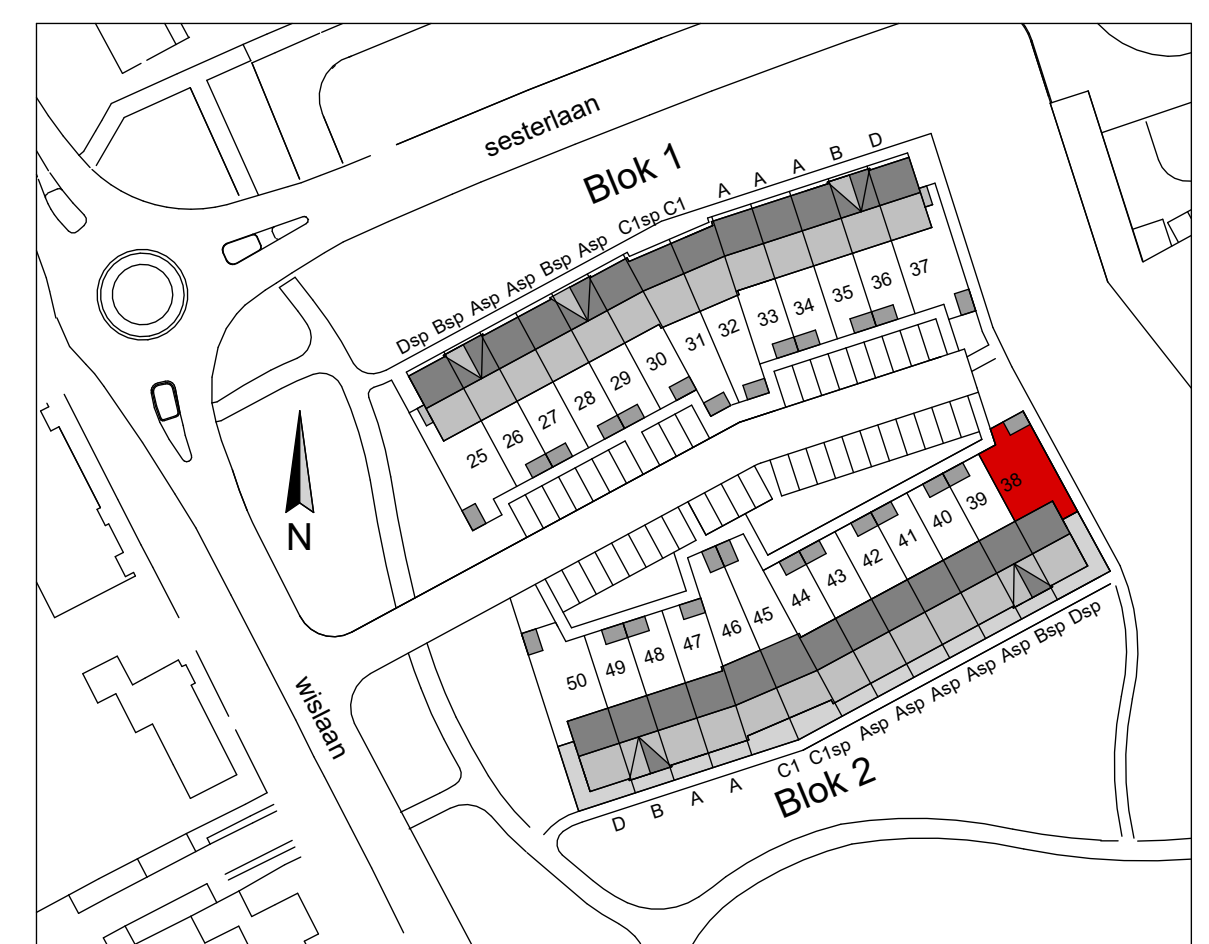 sesterlaan
Blok 1
Dsp Bsp Asp Asp Bsp Asp C1sp C1 A A A B D
25 26 27 28 29 30 31 32 33 34 35 36 37
N
38
39
40
41
42
43
44
45
46
47
48
49
50
wislaan
D B A A C1 C1sp Asp Asp Asp Asp Asp Bsp Dsp
Blok 2